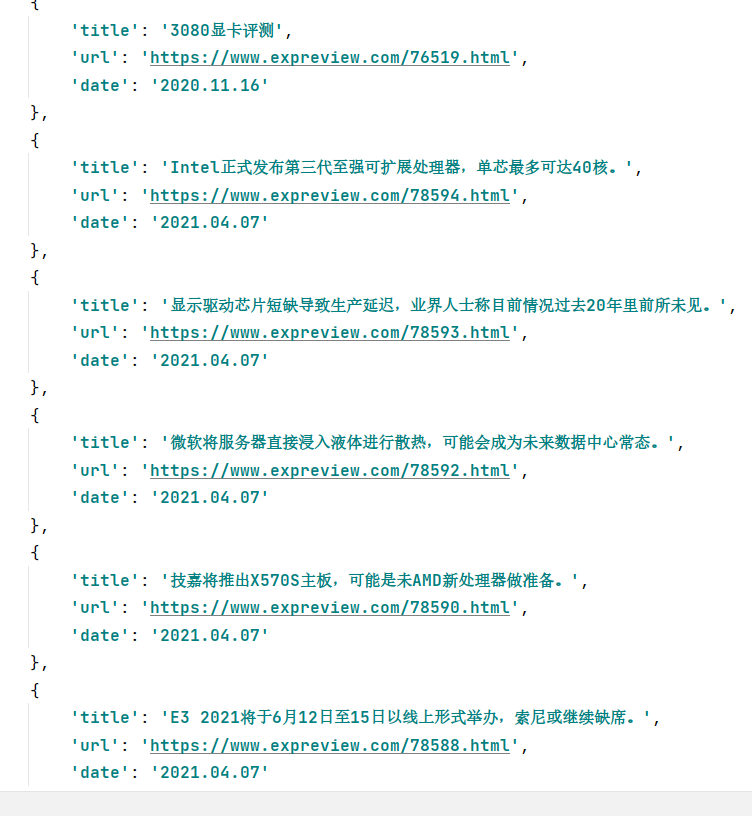 {
'title': '3080显卡评测',
'url': 'https://www.expreview.com/76519.html',
'date': '2020.11.16'
},
{
'title': 'Intel正式发布第三代至强可扩展处理器，单芯最多可达40核。',
'url': 'https://www.expreview.com/78594.html',
'date': '2021.04.07'
},
{
'title': '显示驱动芯片短缺导致生产延迟，业界人士称目前情况过去20年里前所未见。',
'url': 'https://www.expreview.com/78593.html',
'date': '2021.04.07'
},
{
'title': '微软将服务器直接浸入液体进行散热，可能会成为未来数据中心常态。',
'url': 'https://www.expreview.com/78592.html',
'date': '2021.04.07'
},
{
'title': '技嘉将推出X570S主板，可能是未AMD新处理器做准备。',
'url': 'https://www.expreview.com/78590.html',
'date': '2021.04.07'
},
{
'title': 'E3 2021将于6月12日至15日以线上形式举办，索尼或继续缺席。',
'url': 'https://www.expreview.com/78588.html',
'date': '2021.04.07'